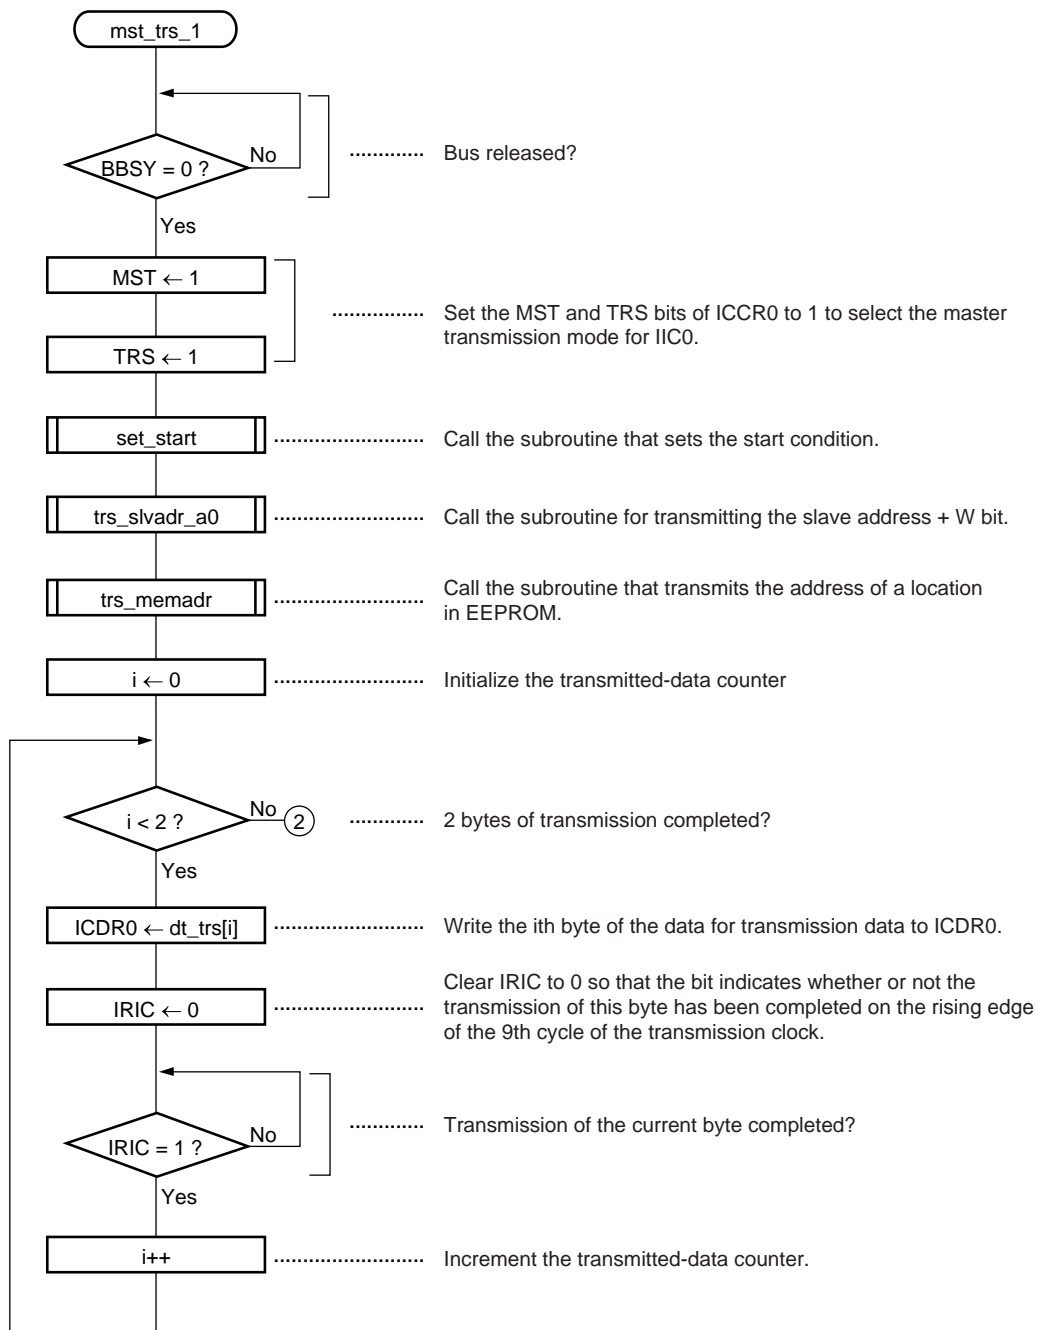 mst_trs_1
BBSY = 0 ?
No
Bus released?
Yes
MST ← 1
Set the MST and TRS bits of ICCR0 to 1 to select the master
transmission mode for IIC0.
TRS ← 1
set_start
Call the subroutine that sets the start condition.
trs_slvadr_a0
Call the subroutine for transmitting the slave address + W bit.
trs_memadr
Call the subroutine that transmits the address of a location
in EEPROM.
i ← 0
Initialize the transmitted-data counter
i < 2 ?
No
2
2 bytes of transmission completed?
Yes
ICDR0 ← dt_trs[i]
Write the ith byte of the data for transmission data to ICDR0.
IRIC ← 0
Clear IRIC to 0 so that the bit indicates whether or not the
transmission of this byte has been completed on the rising edge
of the 9th cycle of the transmission clock.
IRIC = 1 ?
No
Transmission of the current byte completed?
Yes
i++
Increment the transmitted-data counter.